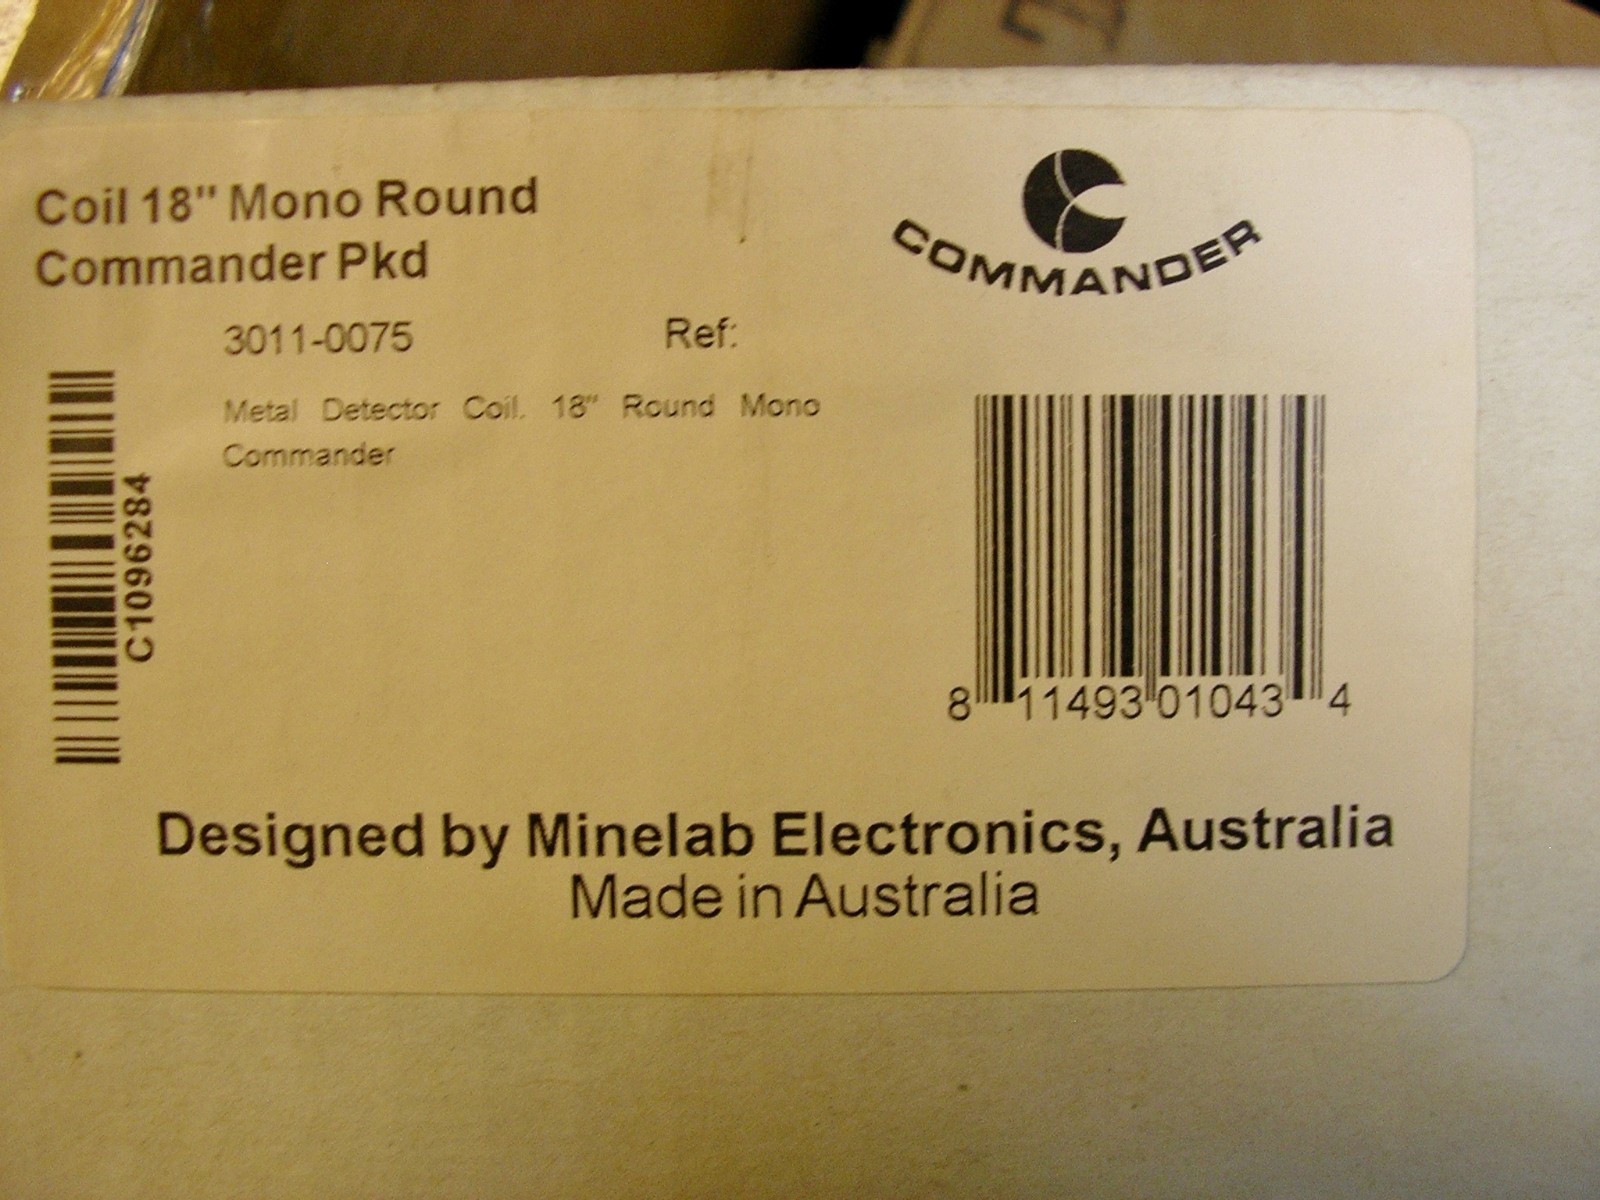 Coil 18" Mono Round
Commander Pkd
COMMANDER
3011-0075 Ref:
Metal Detector Coil. 18" Round Mono
Commander
C1096284
8 11493 01043 4
Designed by Minelab Electronics, Australia
Made in Australia